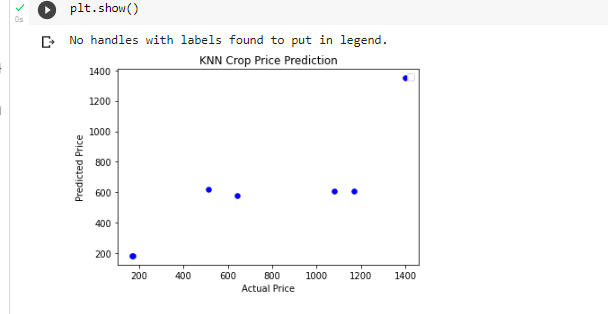 plt.show()
0s
No handles with labels found to put in legend.
KNN Crop Price Prediction
1400
1200
1000
800
600
400
200
Predicted Price
200 400 600 800 1000 1200 1400
Actual Price